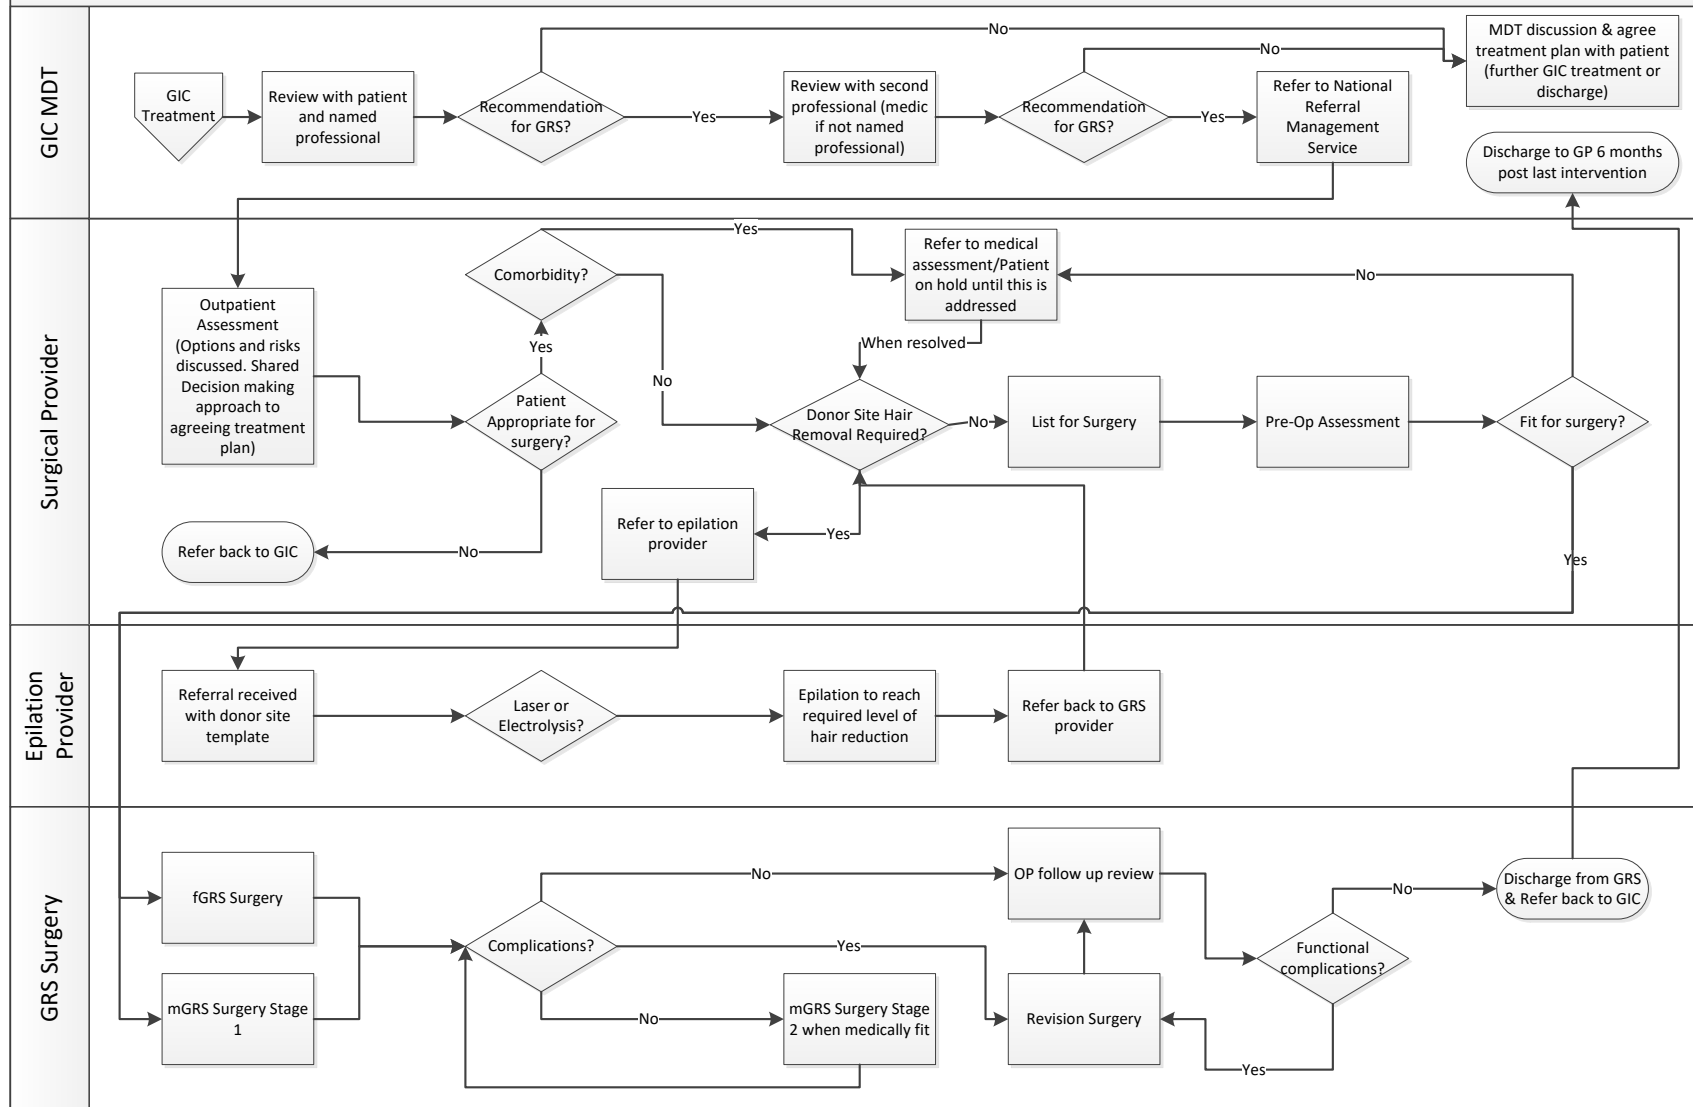 GIC MDT
GIC
Treatment
Review with patient
and named
professional
Recommendation
for GRS?
No
Yes
Review with second
professional (medic
if not named
professional)
Recommendation
for GRS?
No
Yes
Refer to National
Referral
Management
Service
MDT discussion & agree
treatment plan with patient
(further GIC treatment or
discharge)
Discharge to GP 6 months
post last intervention
Surgical Provider
Outpatient
Assessment
(Options and risks
discussed. Shared
Decision making
approach to
agreeing treatment
plan)
Patient
Appropriate for
surgery?
Yes
No
Refer back to GIC
Comorbidity?
Yes
No
Refer to medical
assessment/Patient
on hold until this is
addressed
When resolved
Donor Site Hair
Removal Required?
Yes
Refer to epilation
provider
No
List for Surgery
Pre-Op Assessment
Fit for surgery?
No
Yes
Epilation
Provider
Referral received
with donor site
template
Laser or
Electrolysis?
Epilation to reach
required level of
hair reduction
Refer back to GRS
provider
GRS Surgery
fGRS Surgery
mGRS Surgery Stage
1
Complications?
No
Yes
No
mGRS Surgery Stage
2 when medically fit
OP follow up review
Revision Surgery
Functional
complications?
No
Yes
Discharge from GRS
& Refer back to GIC